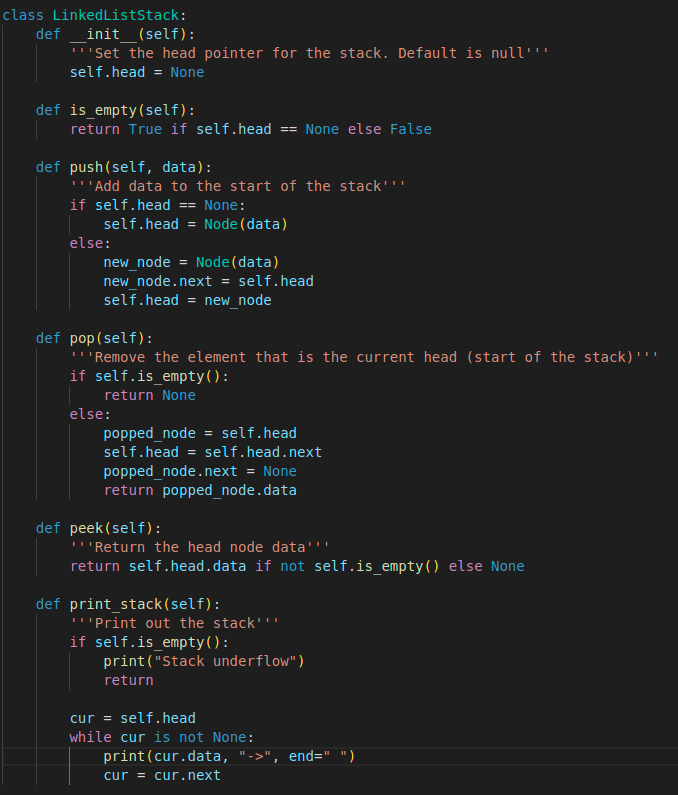 class LinkedListStack:
    def __init__(self):
        '''Set the head pointer for the stack. Default is null'''
        self.head = None

    def is_empty(self):
        return True if self.head == None else False

    def push(self, data):
        '''Add data to the start of the stack'''
        if self.head == None:
            self.head = Node(data)
        else:
            new_node = Node(data)
            new_node.next = self.head
            self.head = new_node

    def pop(self):
        '''Remove the element that is the current head (start of the stack)'''
        if self.is_empty():
            return None
        else:
            popped_node = self.head
            self.head = self.head.next
            popped_node.next = None
            return popped_node.data

    def peek(self):
        '''Return the head node data'''
        return self.head.data if not self.is_empty() else None

    def print_stack(self):
        '''Print out the stack'''
        if self.is_empty():
            print("Stack underflow")
            return

        cur = self.head
        while cur is not None:
            print(cur.data, "->", end=" ")
            cur = cur.next